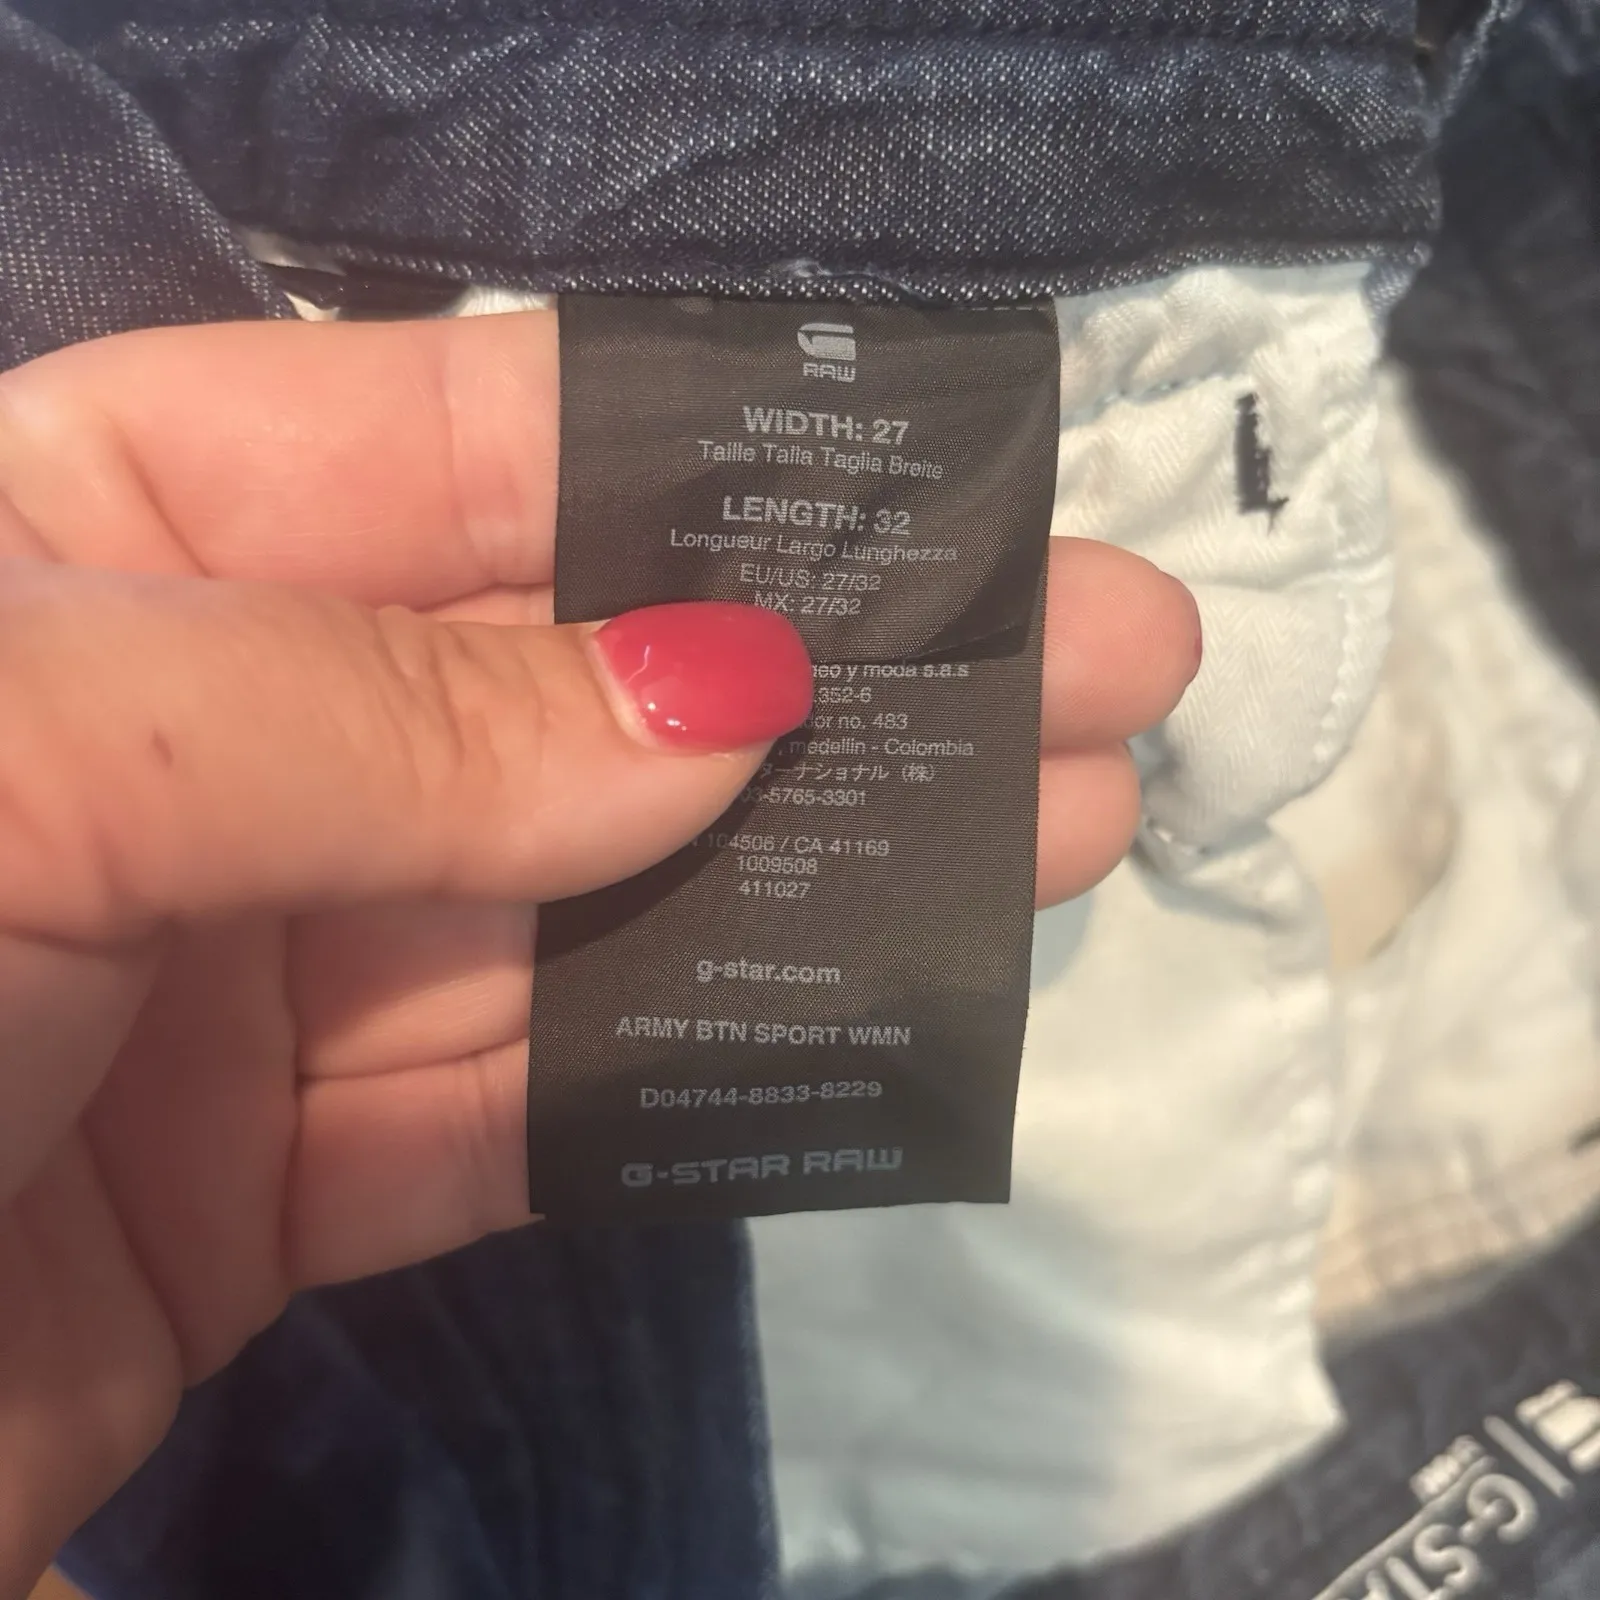 RAW
WIDTH: 27
Taille Talla Taglia Breite
LENGTH: 32
Longueur Largo Lunghezza
EU/US: 27/32
MX: 27/32
y moda s.a.s
352-6
no. 483
, medellin - Colombia
ターナショナル (株)
03-5765-3301
104506 / CA 41169
1009508
411027
g-star.com
ARMY BTN SPORT WMN
D04744-8833-8229
G-STAR RAW
G-STA